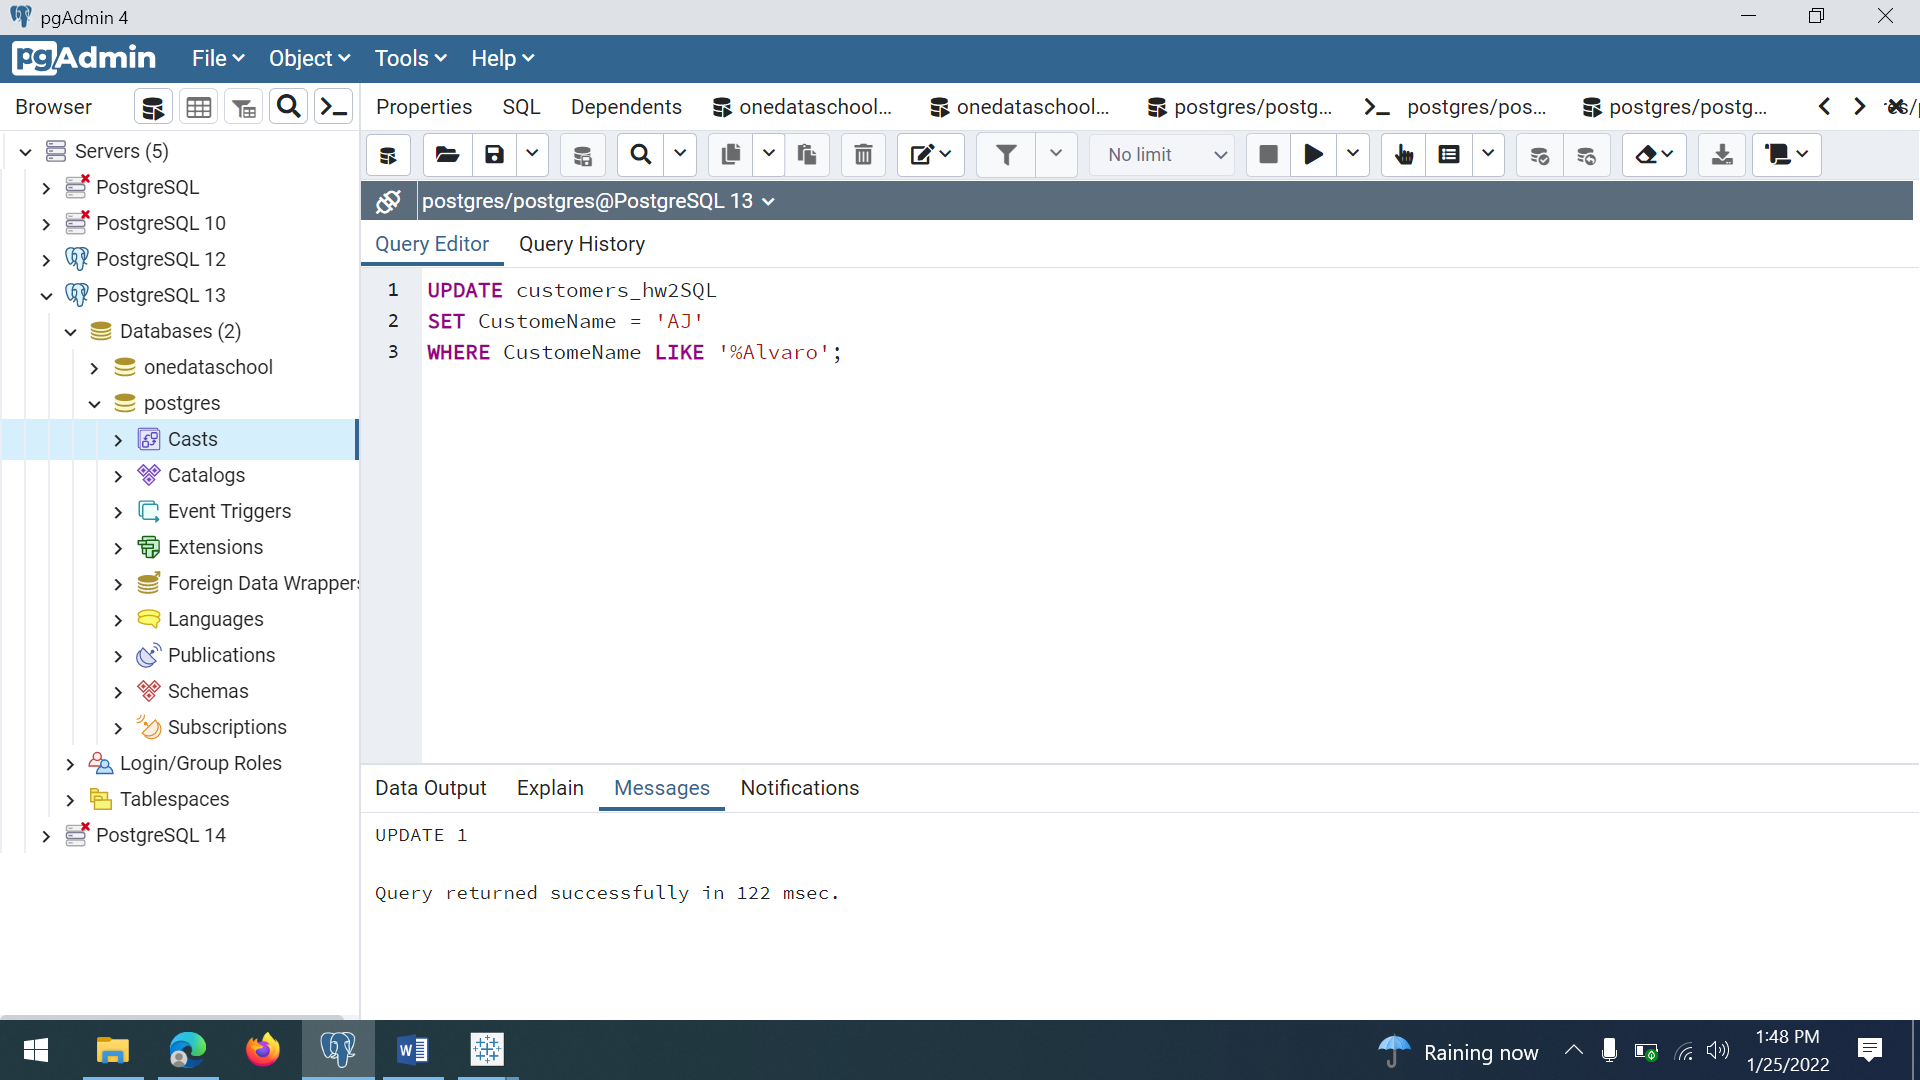 pgAdmin 4
pgAdmin File Object Tools Help
Browser
Properties SQL Dependents onedataschool... onedataschool... postgres/postg... postgres/pos... postgres/postg...
No limit
Servers (5)
PostgreSQL
PostgreSQL 10
PostgreSQL 12
PostgreSQL 13
Databases (2)
onedataschool
postgres
Casts
Catalogs
Event Triggers
Extensions
Foreign Data Wrappers
Languages
Publications
Schemas
Subscriptions
Login/Group Roles
Tablespaces
PostgreSQL 14
postgres/postgres@PostgreSQL 13
Query Editor Query History
1 UPDATE customers_hw2SQL
2 SET CustomeName = 'AJ'
3 WHERE CustomeName LIKE '%Alvaro';
Data Output Explain Messages Notifications
UPDATE 1
Query returned successfully in 122 msec.
Raining now
1:48 PM
1/25/2022